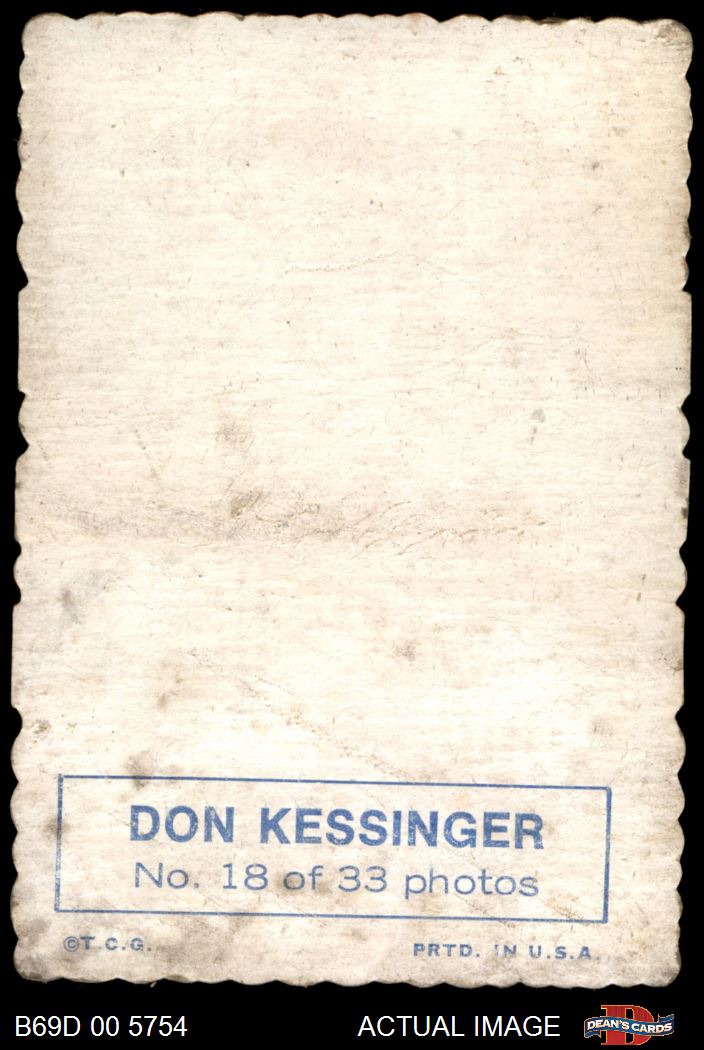 DON KESSINGER
No. 18 of 33 photos
©T.C.G.
PRTD. IN U.S.A.
B69D 00 5754
ACTUAL IMAGE
D
DEAN'S CARDS